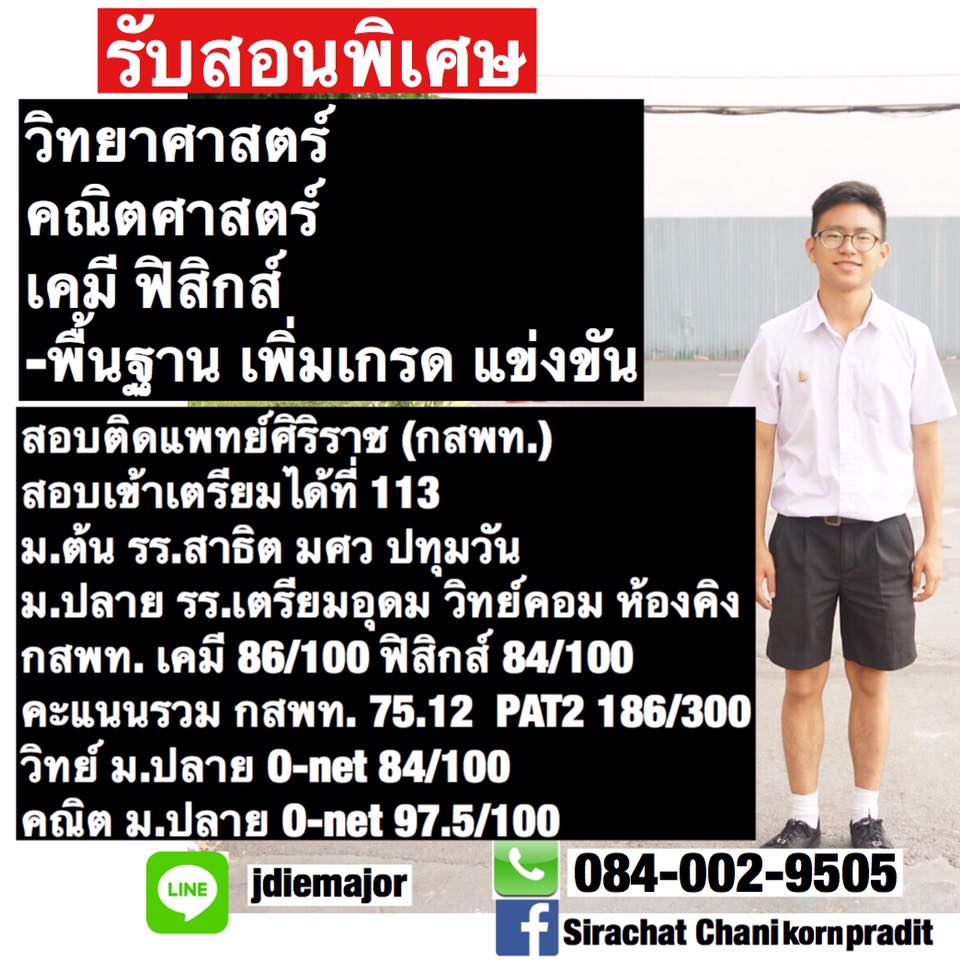 รับสอนพิเศษ
วิทยาศาสตร์
คณิตศาสตร์
เคมี ฟิสิกส์
-พื้นฐาน เพิ่มเกรด แข่งขัน
สอบติดแพทย์ศิริราช (กสพท.)
สอบเข้าเตรียมได้ที่ 113
ม.ต้น รร.สาธิต มศว ปทุมวัน
ม.ปลาย รร.เตรียมอุดม วิทย์คอม ห้องคิง
กสพท. เคมี 86/100 ฟิสิกส์ 84/100
คะแนนรวม กสพท. 75.12 PAT2 186/300
วิทย์ ม.ปลาย O-net 84/100
คณิต ม.ปลาย O-net 97.5/100
LINE jdiemajor
084-002-9505
f Sirachat Chanikornpradit